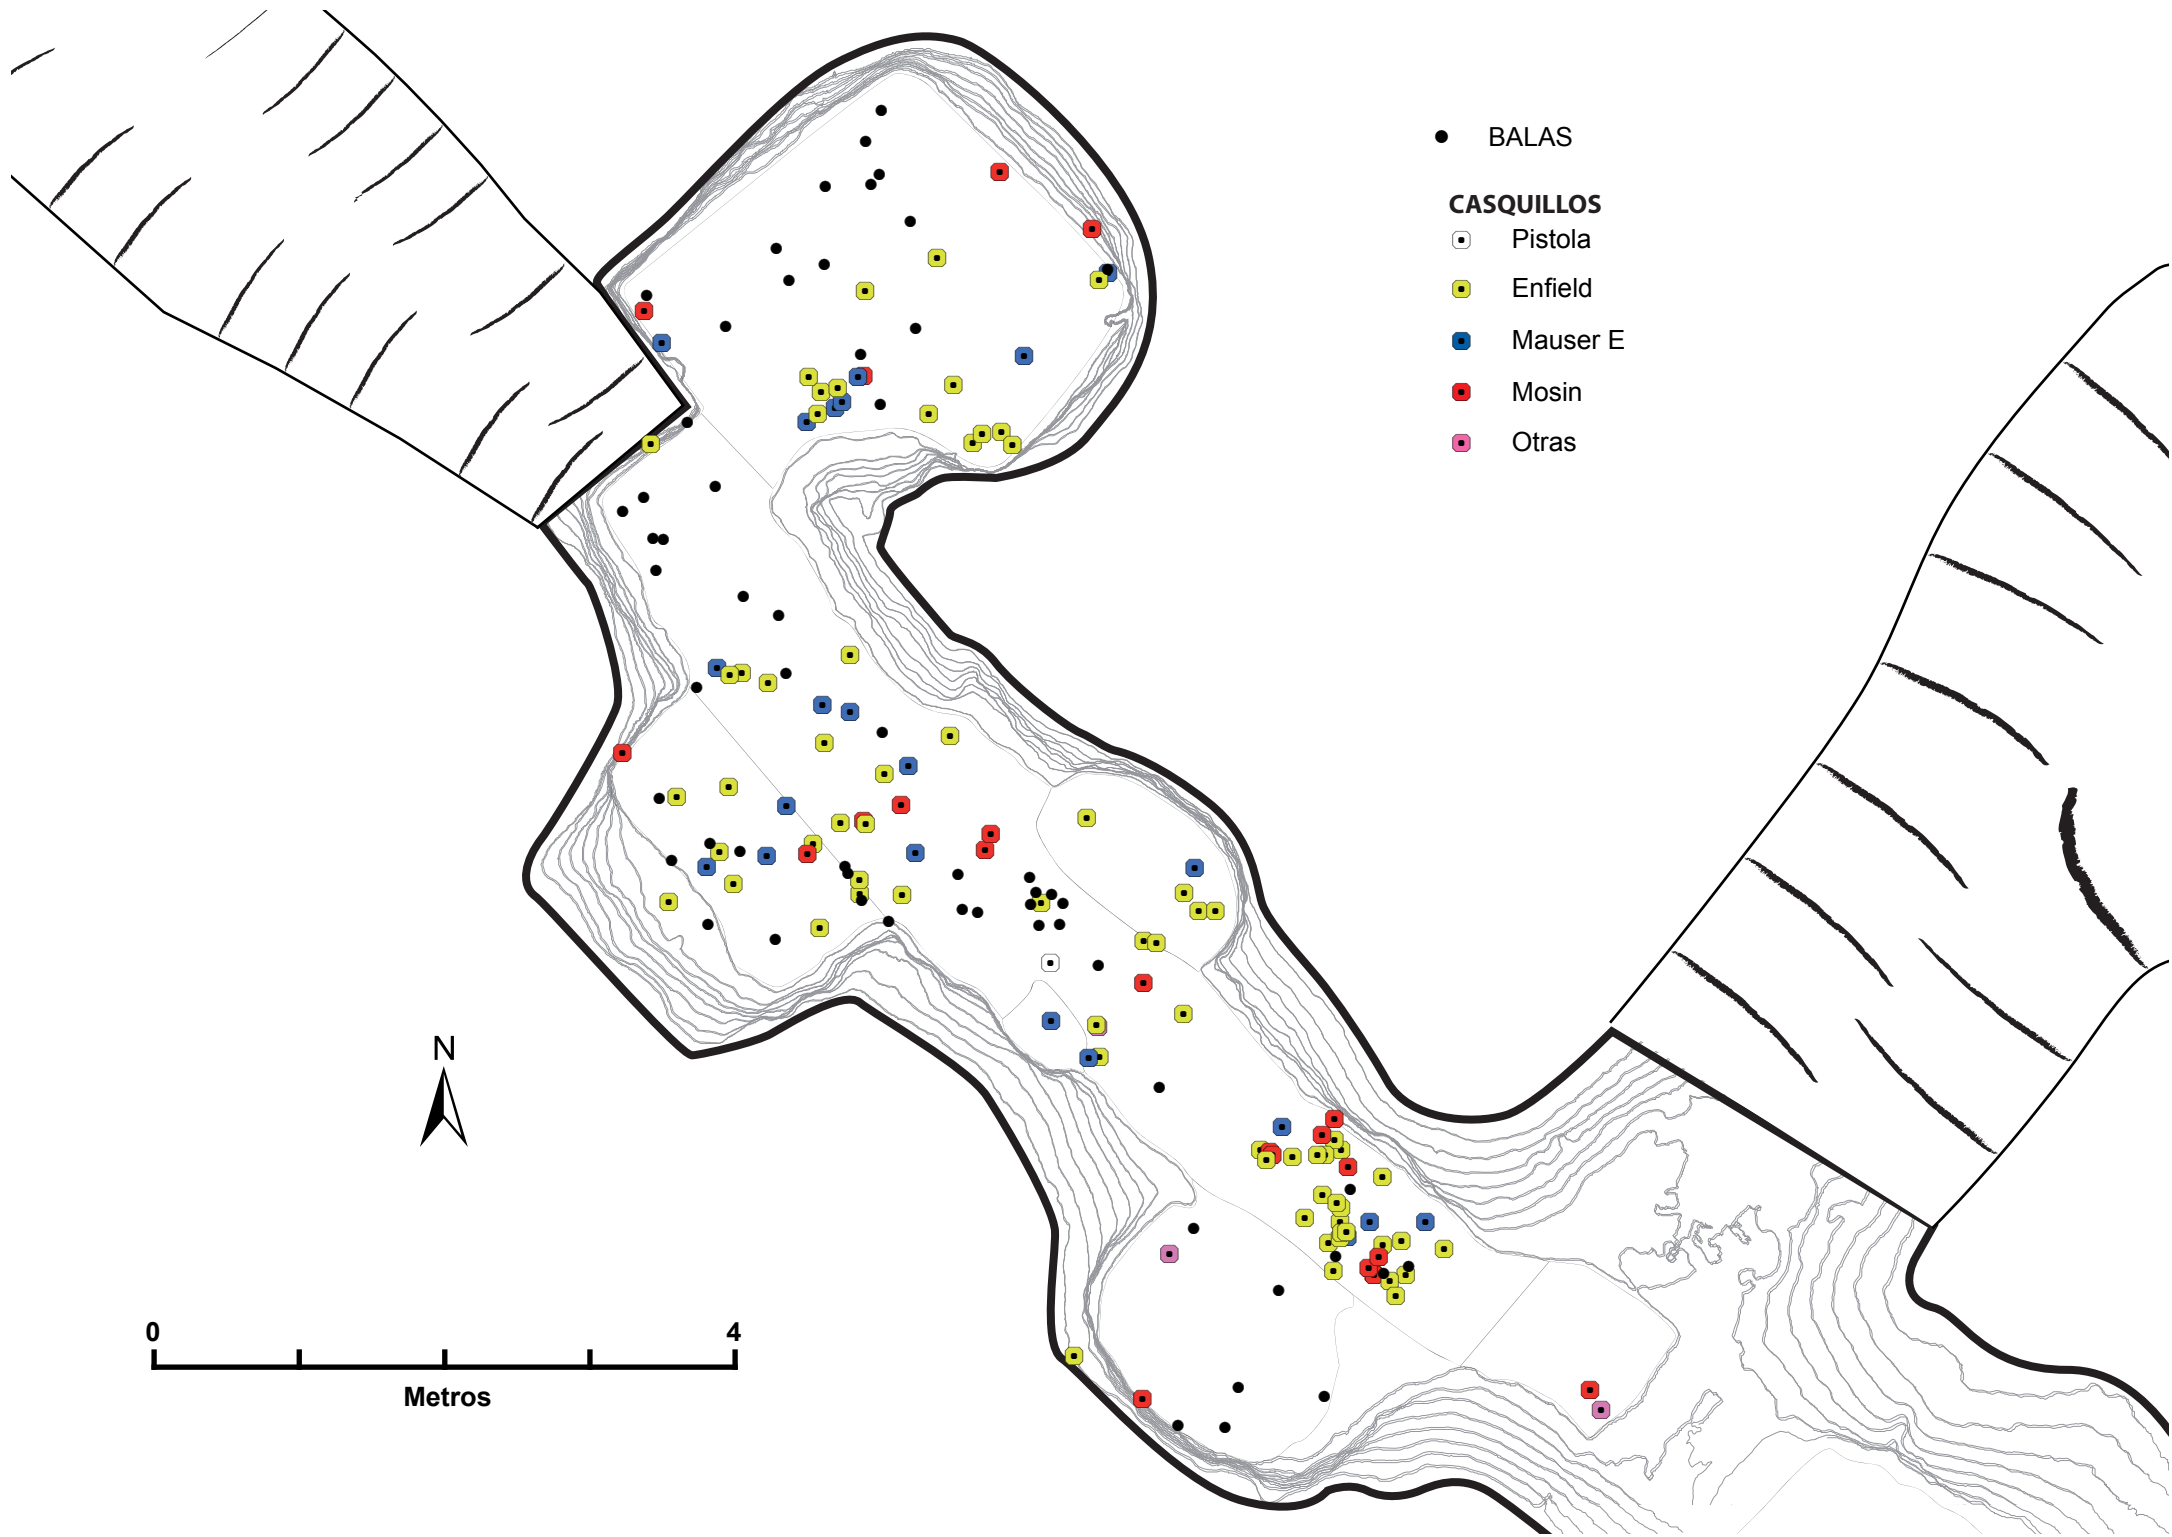 BALAS
CASQUILLOS
Pistola
Enfield
Mauser E
Mosin
Otras
N
0 4
Metros